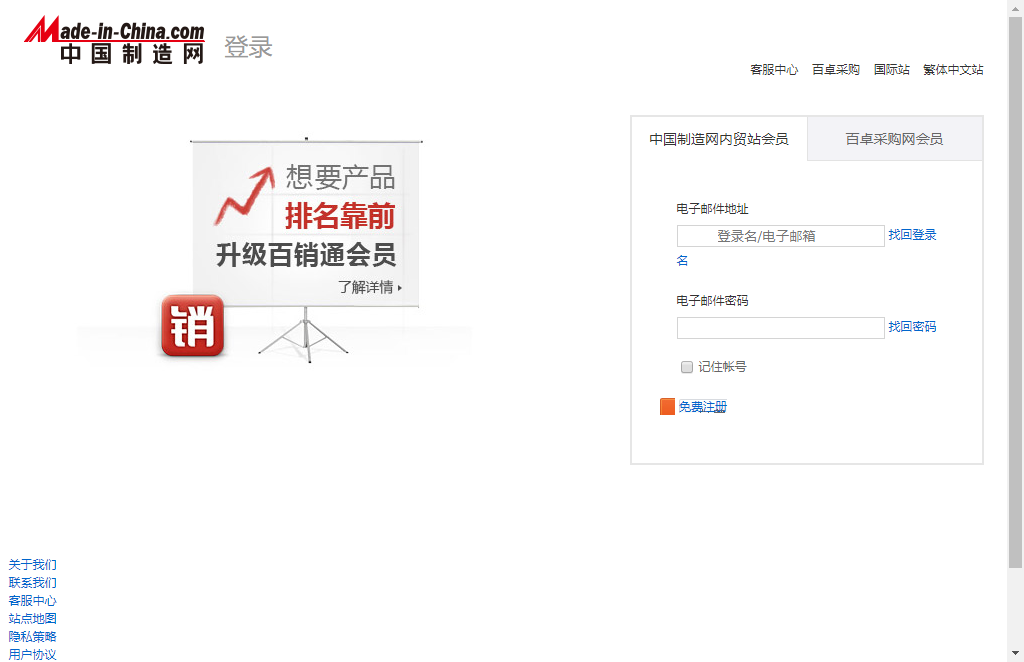 Made-in-China.com
中国制造网
登录
客服中心 百卓采购 国际站 繁体中文站
想要产品
排名靠前
升级百销通会员
了解详情
销
中国制造网内贸站会员 百卓采购网会员
电子邮件地址
登录名/电子邮箱 找回登录
名
电子邮件密码
找回密码
记住帐号
免费注册
关于我们
联系我们
客服中心
站点地图
隐私策略
用户协议